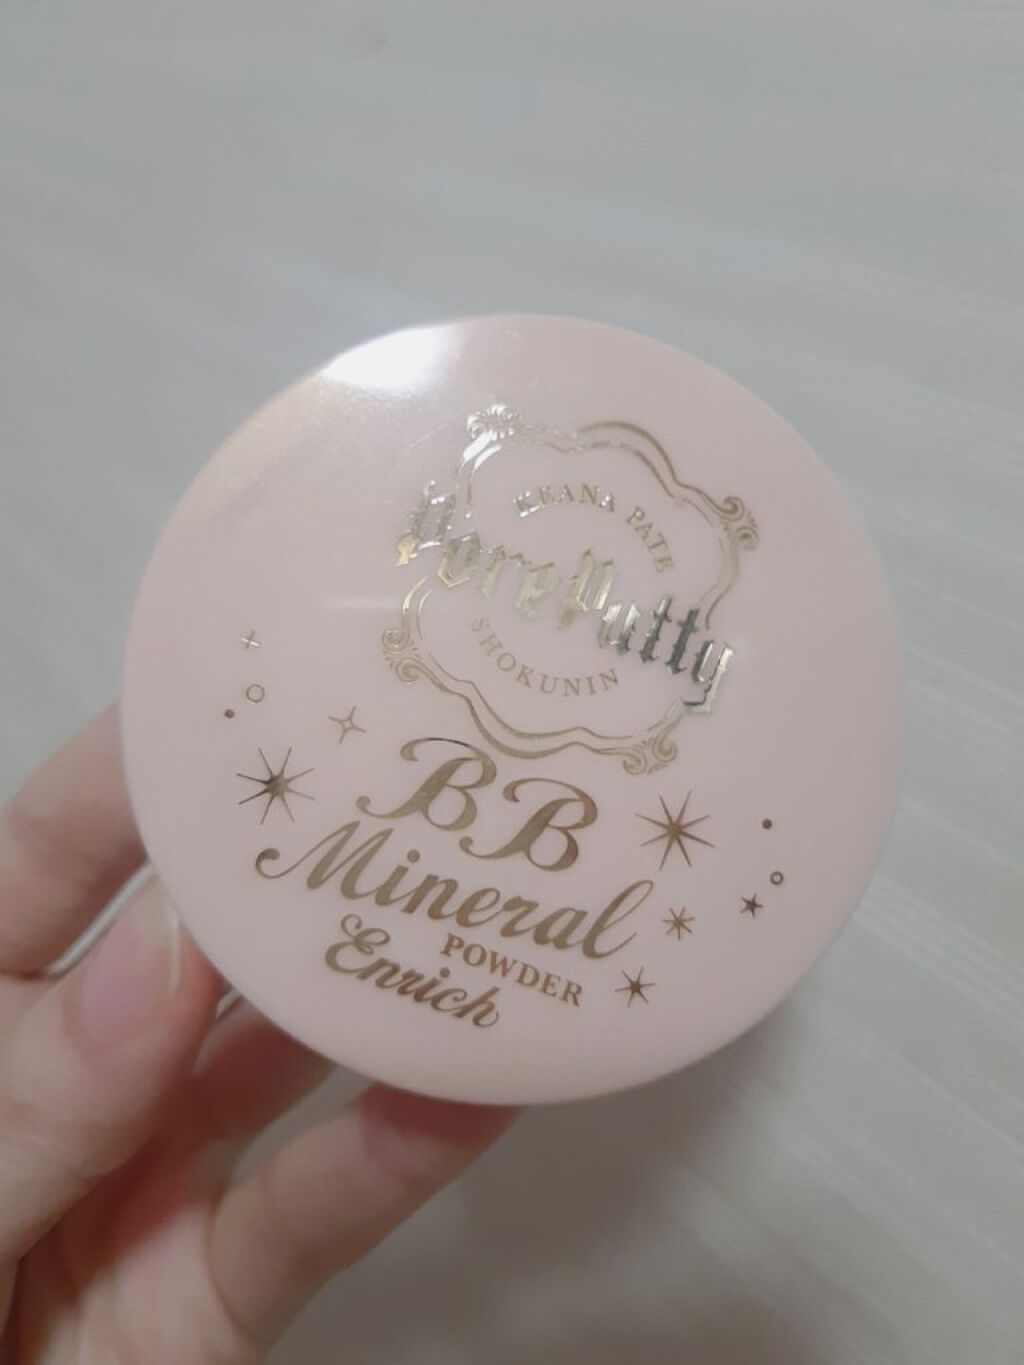 KEANA PATE
PorePutty
SHOKUNIN
BB
Mineral
POWDER
Enrich